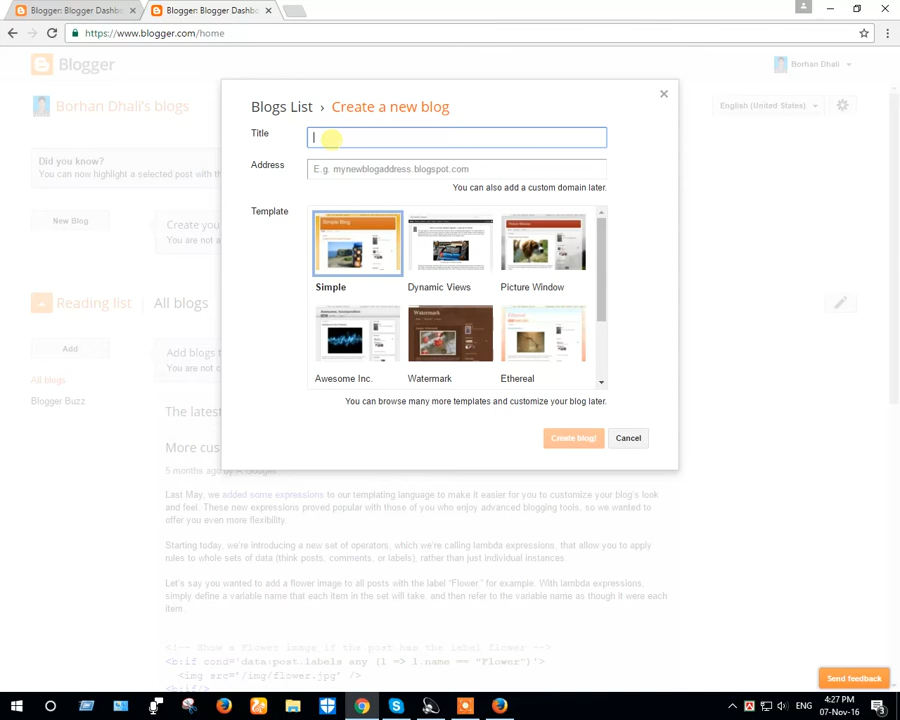 Blogger: Blogger Dashbo
Blogger: Blogger Dashbo
https://www.blogger.com/home
Blogger
Borhan Dhali
Borhan Dhali's blogs
English (United States)
Did you know?
You can now highlight a selected post with th
New Blog
Create you
You are not a
Reading list
All blogs
Add
Add blogs t
You are not c
All blogs
Blogger Buzz
The latest
More cus
5 months ago by A Googler
Last May, we added some expressions to our templating language to make it easier for you to customize your blog's look
and feel. These new expressions proved popular with those of you who enjoy advanced blogging tools, so we wanted to
offer you even more flexibility.
Starting today, we're introducing a new set of operators, which we're calling lambda expressions, that allow you to apply
rules to whole sets of data (think posts, comments, or labels), rather than just individual instances
Let's say you wanted to add a flower image to all posts with the label "Flower." for example. With lambda expressions,
simply define a variable name that each item in the set will take, and then refer to the variable name as though it were each
item.
<!-- Show a Flower image if the post has the label flower -->
<b:if cond='data:post.labels any (l => l.name == "Flower")'>
<img src="/img/flower.jpg" />
<b:if/>
Blogs List › Create a new blog
Title
Address
E.g. mynewblogaddress.blogspot.com
You can also add a custom domain later.
Template
Simple
Dynamic Views
Picture Window
Awesome Inc.
Watermark
Ethereal
You can browse many more templates and customize your blog later.
Create blog!
Cancel
Send feedback
ENG
4:27 PM
07-Nov-16